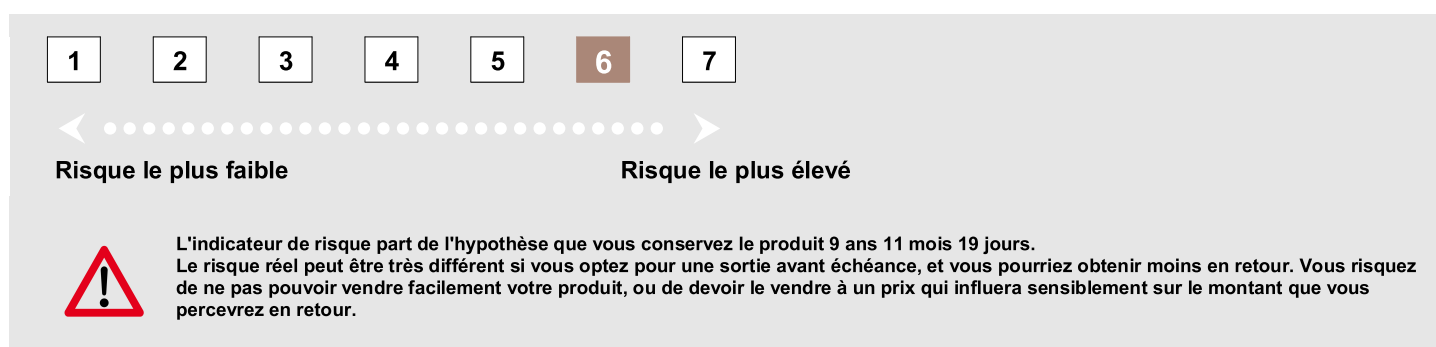 1 2 3 4 5 6 7
Risque le plus faible Risque le plus élevé
L'indicateur de risque part de l'hypothèse que vous conservez le produit 9 ans 11 mois 19 jours.
Le risque réel peut être très différent si vous optez pour une sortie avant échéance, et vous pourriez obtenir moins en retour. Vous risquez
de ne pas pouvoir vendre facilement votre produit, ou de devoir le vendre à un prix qui influera sensiblement sur le montant que vous
percevrez en retour.